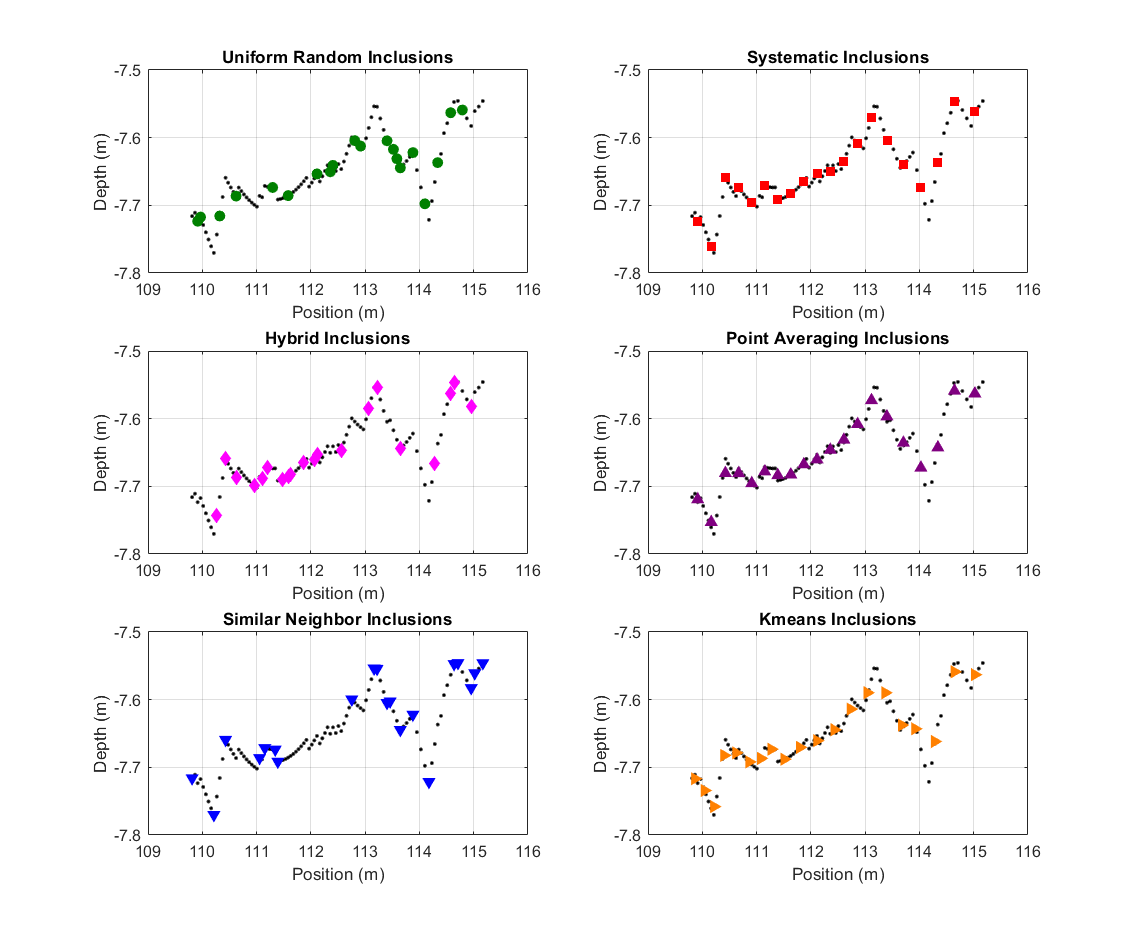 Uniform Random Inclusions
-7.5
-7.6
-7.7
-7.8
Depth (m)
109 110 111 112 113 114 115 116
Position (m)
Systematic Inclusions
-7.5
-7.6
-7.7
-7.8
Depth (m)
109 110 111 112 113 114 115 116
Position (m)
Hybrid Inclusions
-7.5
-7.6
-7.7
-7.8
Depth (m)
109 110 111 112 113 114 115 116
Position (m)
Point Averaging Inclusions
-7.5
-7.6
-7.7
-7.8
Depth (m)
109 110 111 112 113 114 115 116
Position (m)
Similar Neighbor Inclusions
-7.5
-7.6
-7.7
-7.8
Depth (m)
109 110 111 112 113 114 115 116
Position (m)
Kmeans Inclusions
-7.5
-7.6
-7.7
-7.8
Depth (m)
109 110 111 112 113 114 115 116
Position (m)